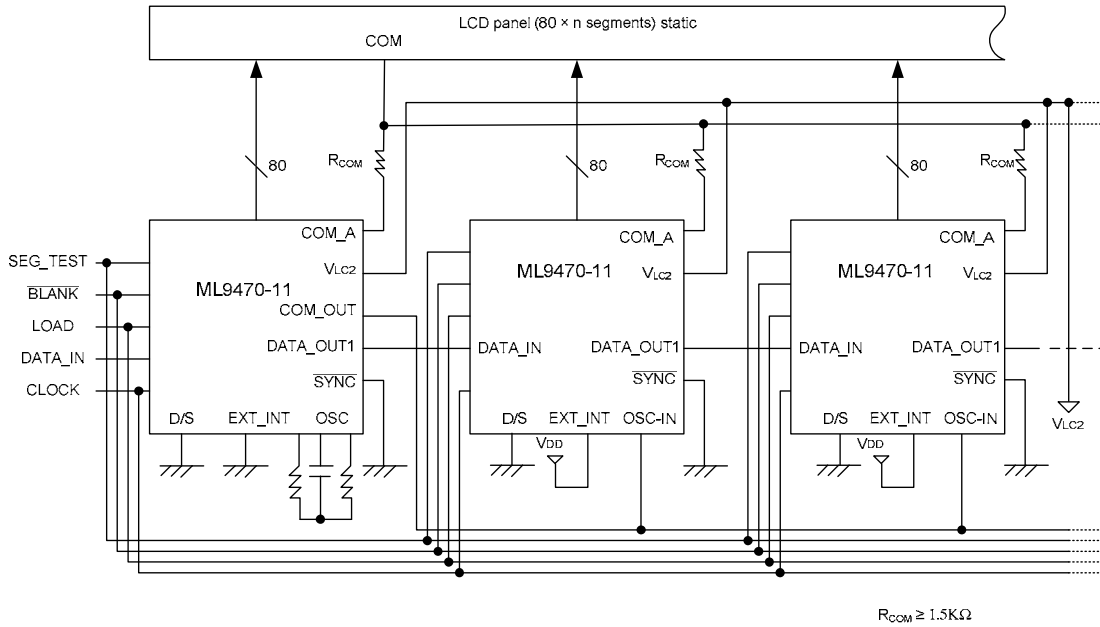 LCD panel (80 × n segments) static
COM
RCOM
80
RCOM
80
RCOM
80
SEG_TEST
BLANK
LOAD
DATA_IN
CLOCK
COM_A
VLC2
ML9470-11
COM_OUT
DATA_OUT1
SYNC
D/S
EXT_INT
OSC
COM_A
ML9470-11
VLC2
DATA_IN
DATA_OUT1
SYNC
D/S
EXT_INT
OSC-IN
VDD
COM_A
ML9470-11
VLC2
DATA_IN
DATA_OUT1
SYNC
D/S
EXT_INT
OSC-IN
VDD
VLC2
RCOM ≥ 1.5KΩ